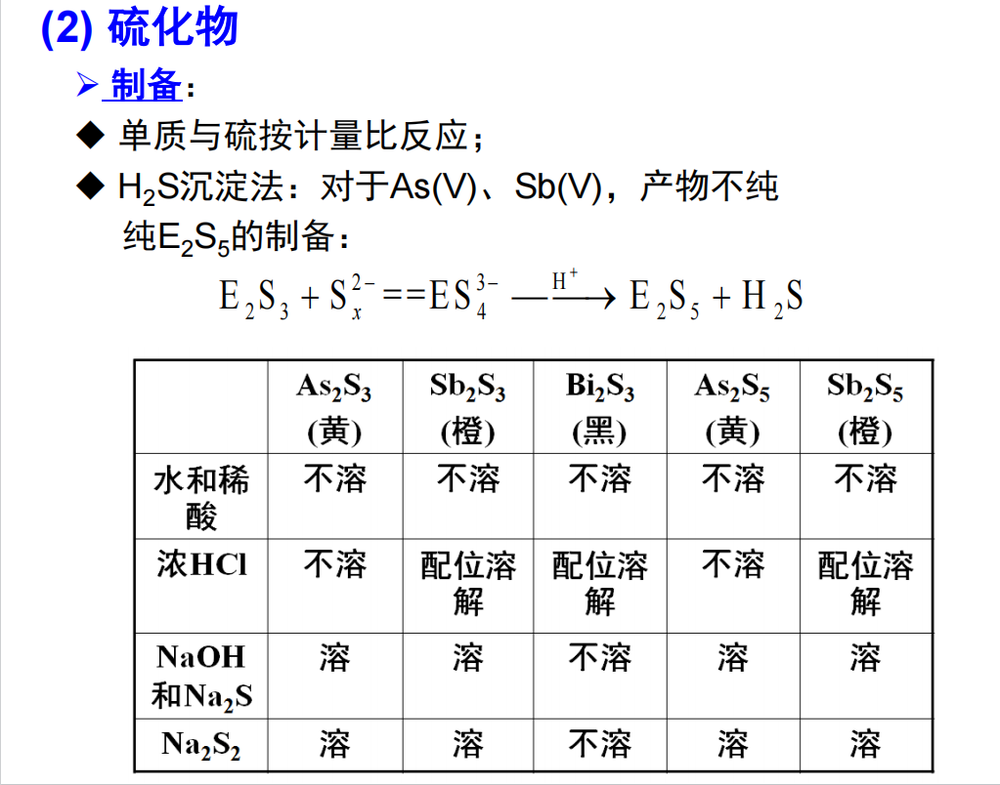 (2) 硫化物
➢ 制备：
◆ 单质与硫按计量比反应；
◆ H₂S沉淀法：对于As(V)、Sb(V)，产物不纯
纯E₂S₅的制备：
E₂S₃ + Sₓ²⁻ == ES₄³⁻ —H⁺→ E₂S₅ + H₂S
As₂S₃ Sb₂S₃ Bi₂S₃ As₂S₅ Sb₂S₅
(黄) (橙) (黑) (黄) (橙)
水和稀 不溶 不溶 不溶 不溶 不溶
酸
浓HCl 不溶 配位溶 配位溶 不溶 配位溶
解 解 解
NaOH 溶 溶 不溶 溶 溶
和Na₂S
Na₂S₂ 溶 溶 不溶 溶 溶